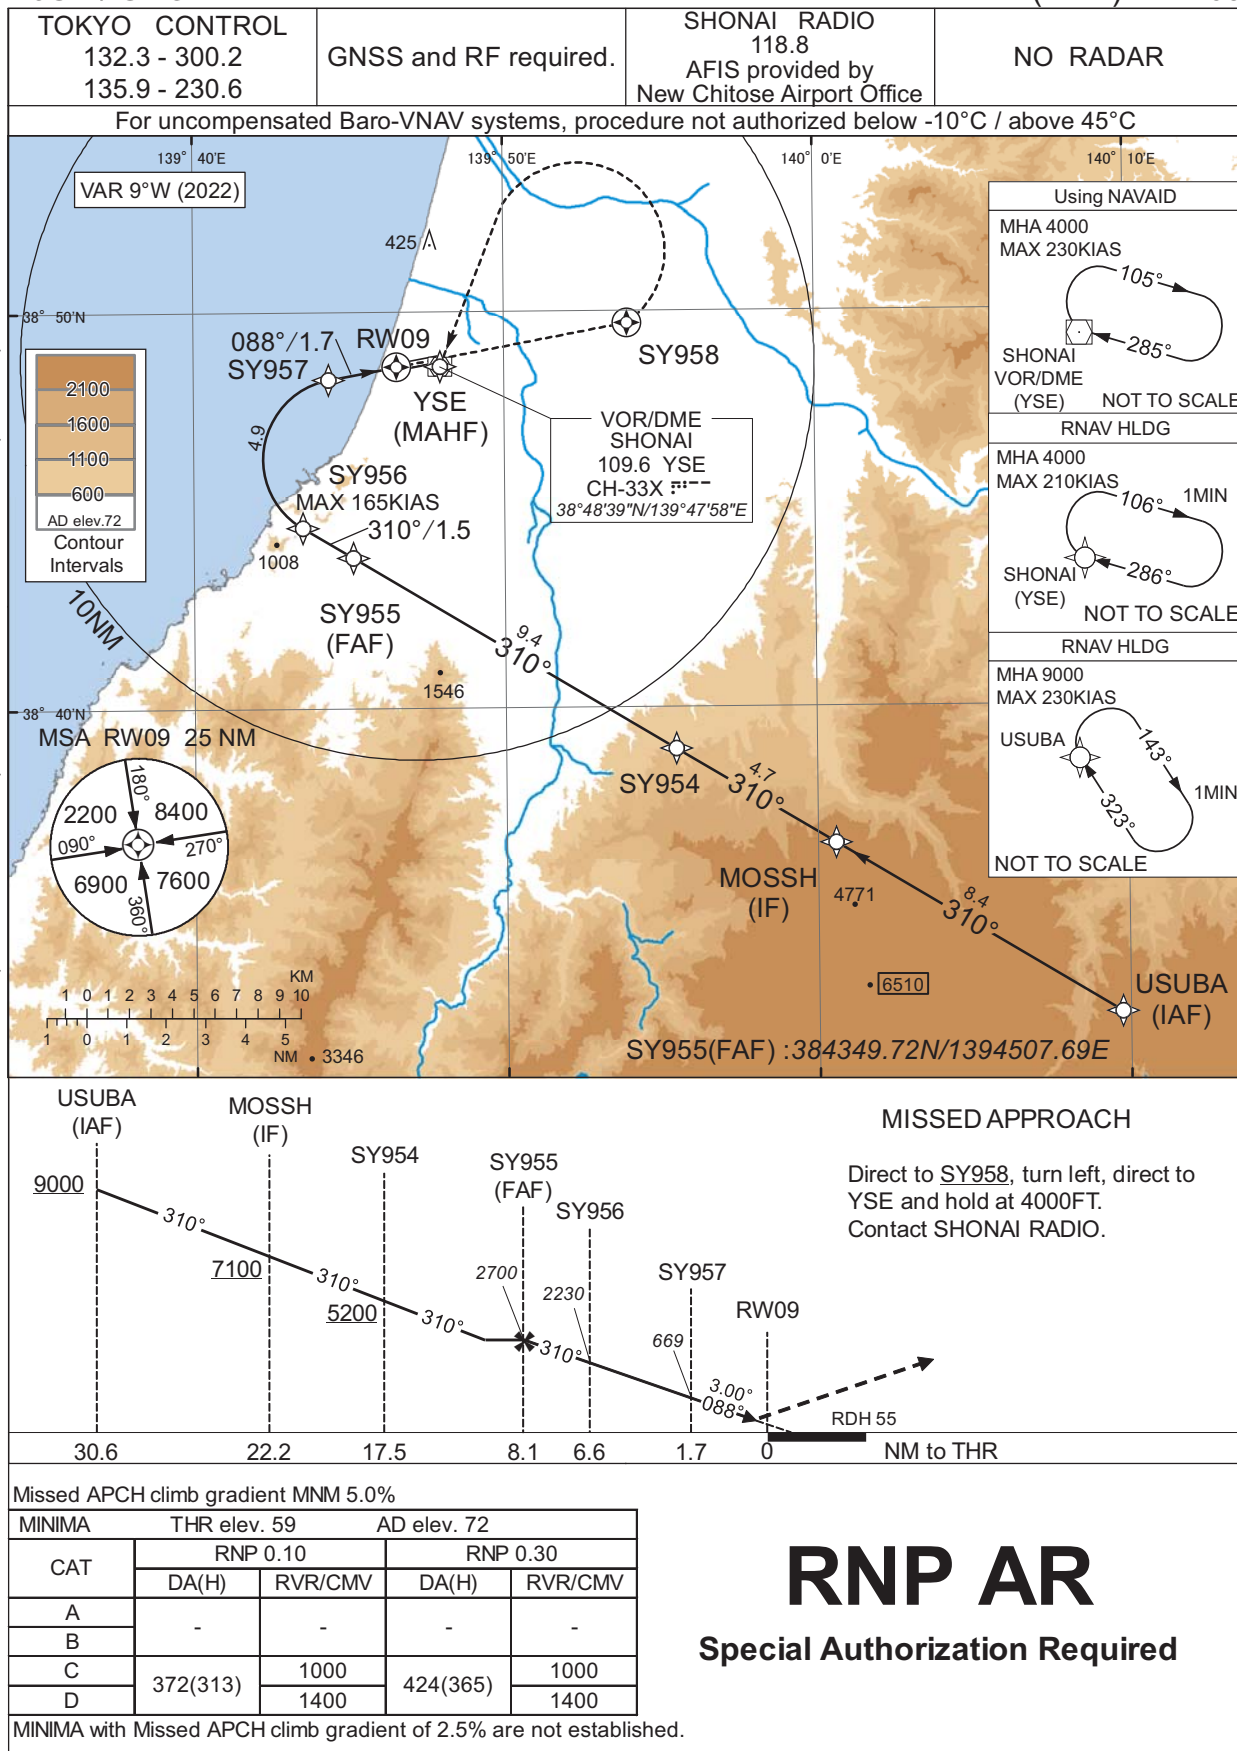 TOKYO CONTROL
132.3 - 300.2
135.9 - 230.6
GNSS and RF required.
SHONAI RADIO
118.8
AFIS provided by
New Chitose Airport Office
NO RADAR
For uncompensated Baro-VNAV systems, procedure not authorized below -10°C / above 45°C
139° 40'E
139° 50'E
140° 0'E
140° 10'E
VAR 9°W (2022)
425
38° 50'N
088°/1.7
RW09
SY957
SY958
YSE
(MAHF)
VOR/DME
SHONAI
109.6 YSE
CH-33X
38°48'39"N/139°47'58"E
4.9
SY956
MAX 165KIAS
310°/1.5
1008
SY955
(FAF)
10NM
2100
1600
1100
600
AD elev.72
Contour
Intervals
9.4
310°
1546
38° 40'N
MSA RW09 25 NM
180°
2200
8400
090°
270°
6900
7600
360°
SY954
4.7
310°
MOSSH
(IF)
4771
8.4
310°
6510
USUBA
(IAF)
KM
1 0 1 2 3 4 5 6 7 8 9 10
1 0 1 2 3 4 5
NM
3346
SY955(FAF) :384349.72N/1394507.69E
Using NAVAID
MHA 4000
MAX 230KIAS
105°
285°
SHONAI
VOR/DME
(YSE)
NOT TO SCALE
RNAV HLDG
MHA 4000
MAX 210KIAS
106°
1MIN
286°
SHONAI
(YSE)
NOT TO SCALE
RNAV HLDG
MHA 9000
MAX 230KIAS
USUBA
143°
1MIN
323°
NOT TO SCALE
USUBA
(IAF)
MOSSH
(IF)
SY954
SY955
(FAF)
SY956
SY957
RW09
9000
310°
7100
310°
5200
310°
2700
310°
2230
669
3.00°
088°
RDH 55
30.6
22.2
17.5
8.1
6.6
1.7
0
NM to THR
MISSED APPROACH
Direct to SY958, turn left, direct to
YSE and hold at 4000FT.
Contact SHONAI RADIO.
Missed APCH climb gradient MNM 5.0%
MINIMA THR elev. 59 AD elev. 72
CAT RNP 0.10 RNP 0.30
DA(H) RVR/CMV DA(H) RVR/CMV
A - - - -
B
C 372(313) 1000 424(365) 1000
D 1400 1400
MINIMA with Missed APCH climb gradient of 2.5% are not established.
RNP AR
Special Authorization Required